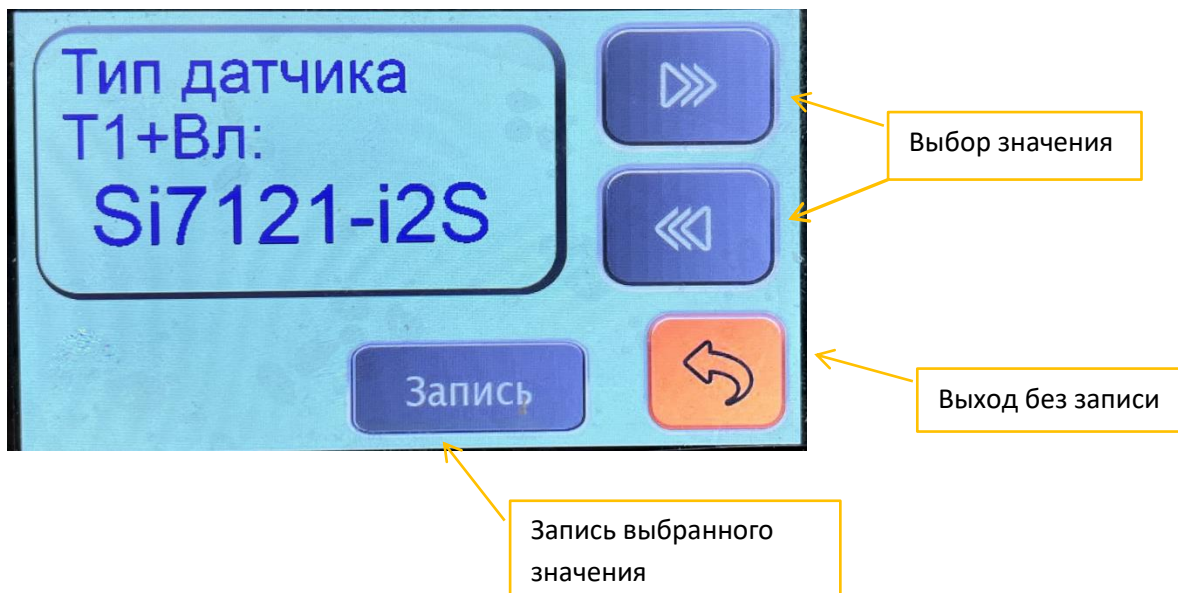 Тип датчика
Т1+Вл:
Si7121-i2S
Запись
Выбор значения
Выход без записи
Запись выбранного
значения